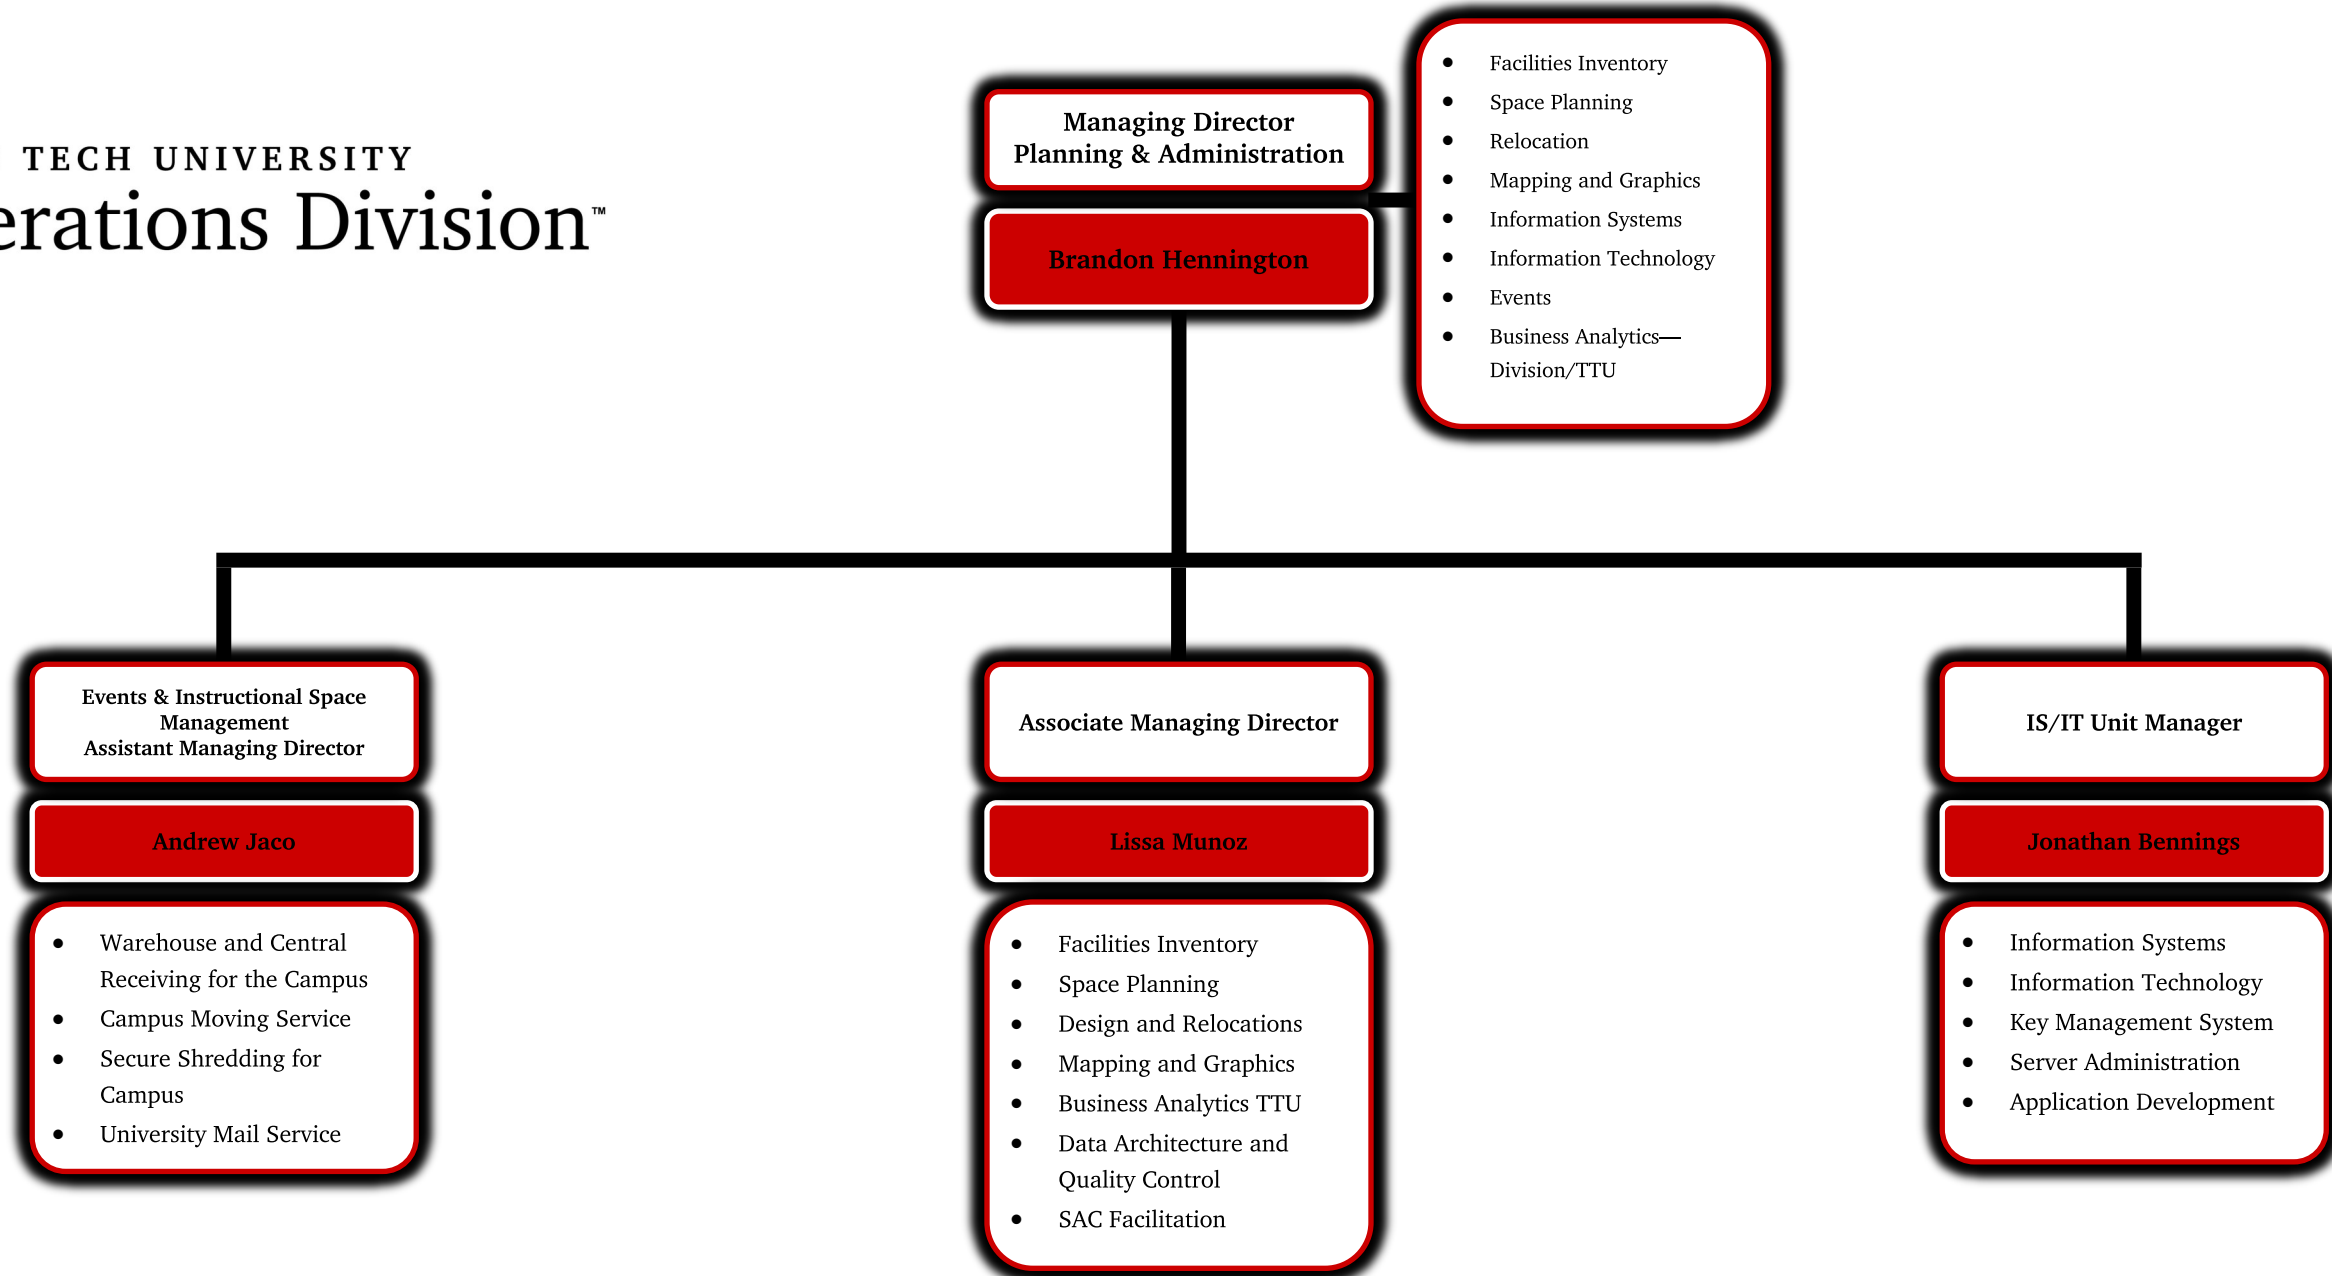 TECH UNIVERSITY
erations Division™
Managing Director
Planning & Administration
Brandon Hennington
• Facilities Inventory
• Space Planning
• Relocation
• Mapping and Graphics
• Information Systems
• Information Technology
• Events
• Business Analytics—
Division/TTU
Events & Instructional Space
Management
Assistant Managing Director
Andrew Jaco
• Warehouse and Central
Receiving for the Campus
• Campus Moving Service
• Secure Shredding for
Campus
• University Mail Service
Associate Managing Director
Lissa Munoz
• Facilities Inventory
• Space Planning
• Design and Relocations
• Mapping and Graphics
• Business Analytics TTU
• Data Architecture and
Quality Control
• SAC Facilitation
IS/IT Unit Manager
Jonathan Bennings
• Information Systems
• Information Technology
• Key Management System
• Server Administration
• Application Development